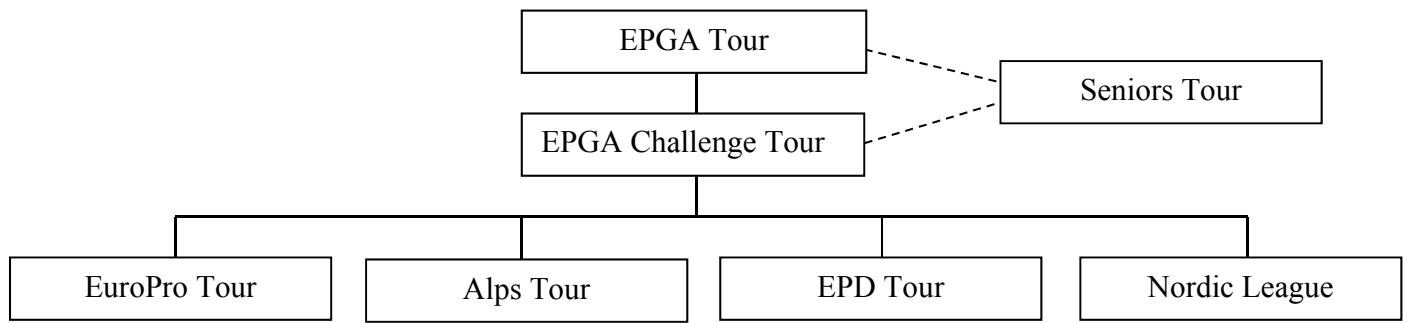 EPGA Tour
Seniors Tour
EPGA Challenge Tour
EuroPro Tour
Alps Tour
EPD Tour
Nordic League